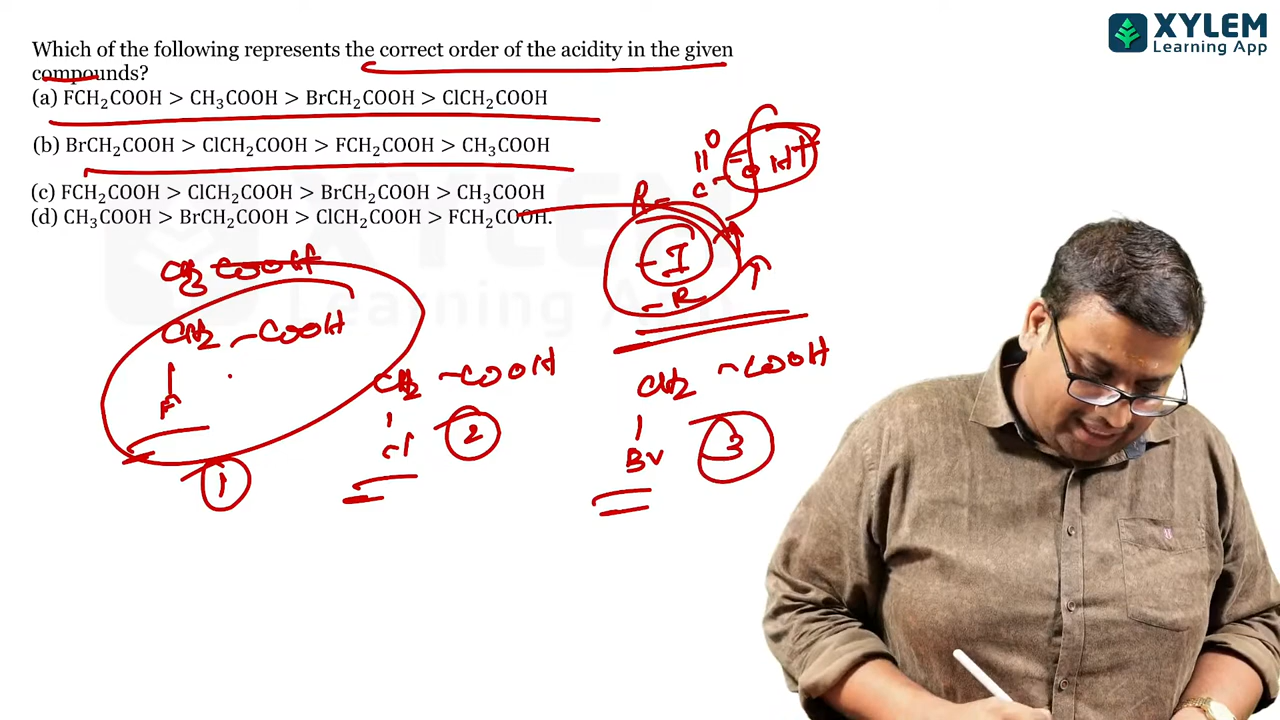 XYLEM
Learning App
Which of the following represents the correct order of the acidity in the given
compounds?
(a) FCH₂COOH > CH₃COOH > BrCH₂COOH > ClCH₂COOH
(b) BrCH₂COOH > ClCH₂COOH > FCH₂COOH > CH₃COOH
(c) FCH₂COOH > ClCH₂COOH > BrCH₂COOH > CH₃COOH
(d) CH₃COOH > BrCH₂COOH > ClCH₂COOH > FCH₂COOH.
O
R - C - O H+
- I
- R
CH₃ COOH
CH₂ - COOH
F
1
CH₂ - COOH
Cl
2
CH₂ - COOH
Br
3